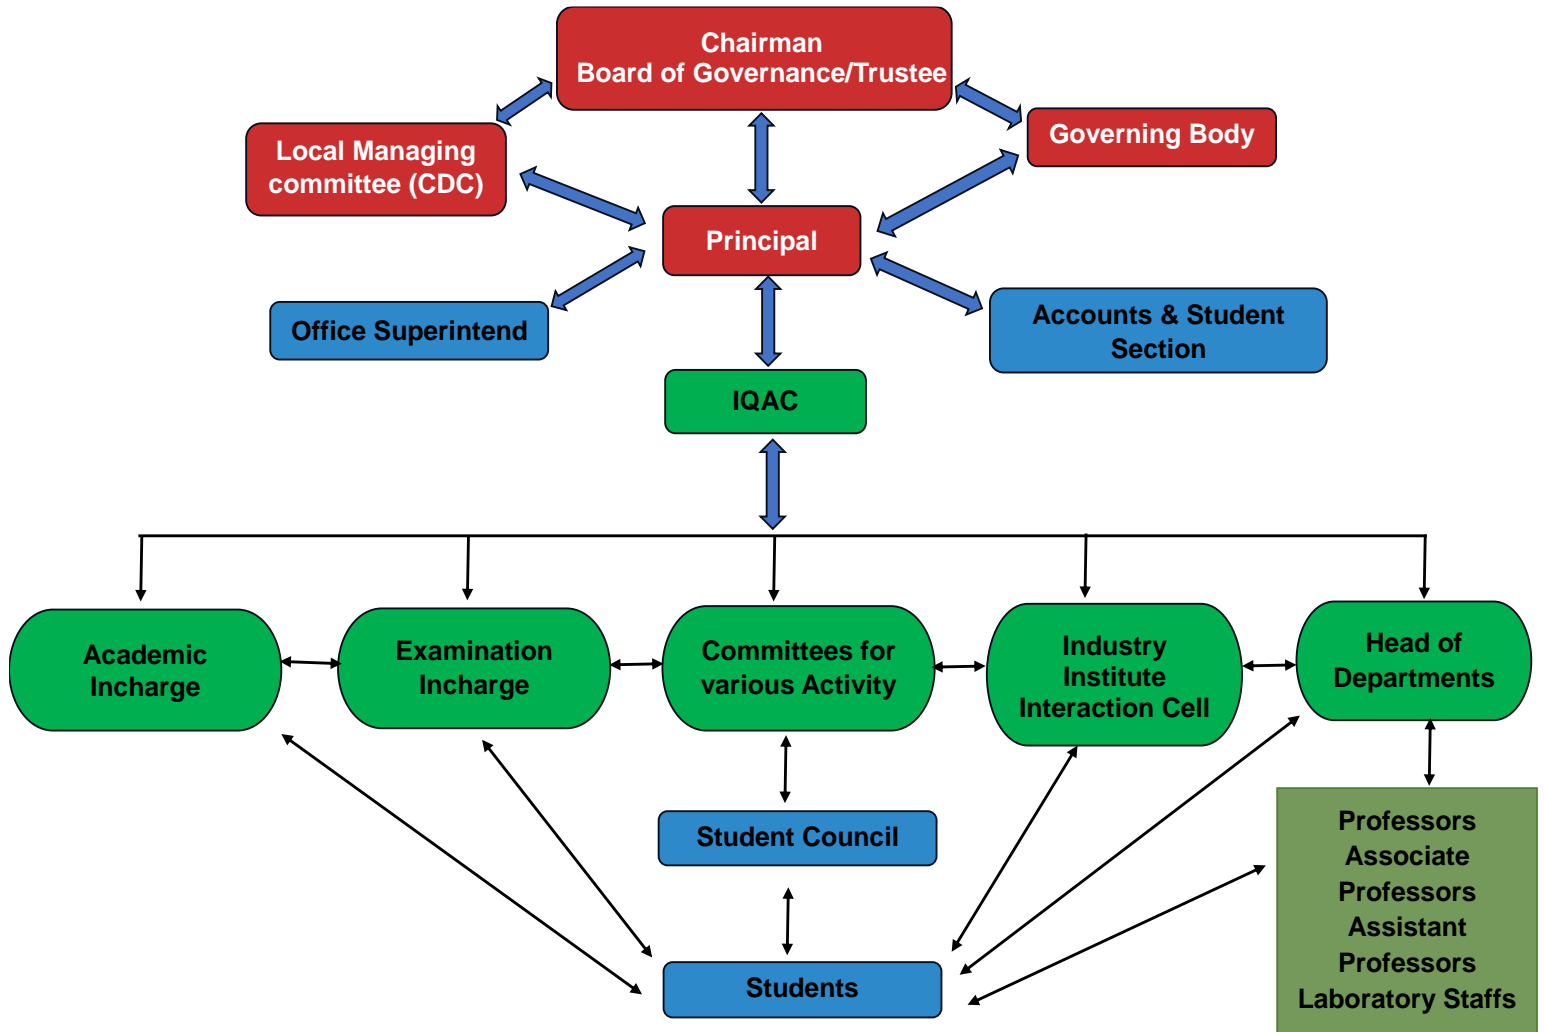 Chairman
Board of Governance/Trustee
Local Managing
committee (CDC)
Governing Body
Principal
Office Superintend
Accounts & Student
Section
IQAC
Academic
Incharge
Examination
Incharge
Committees for
various Activity
Industry
Institute
Interaction Cell
Head of
Departments
Student Council
Professors
Associate
Professors
Assistant
Professors
Laboratory Staffs
Students